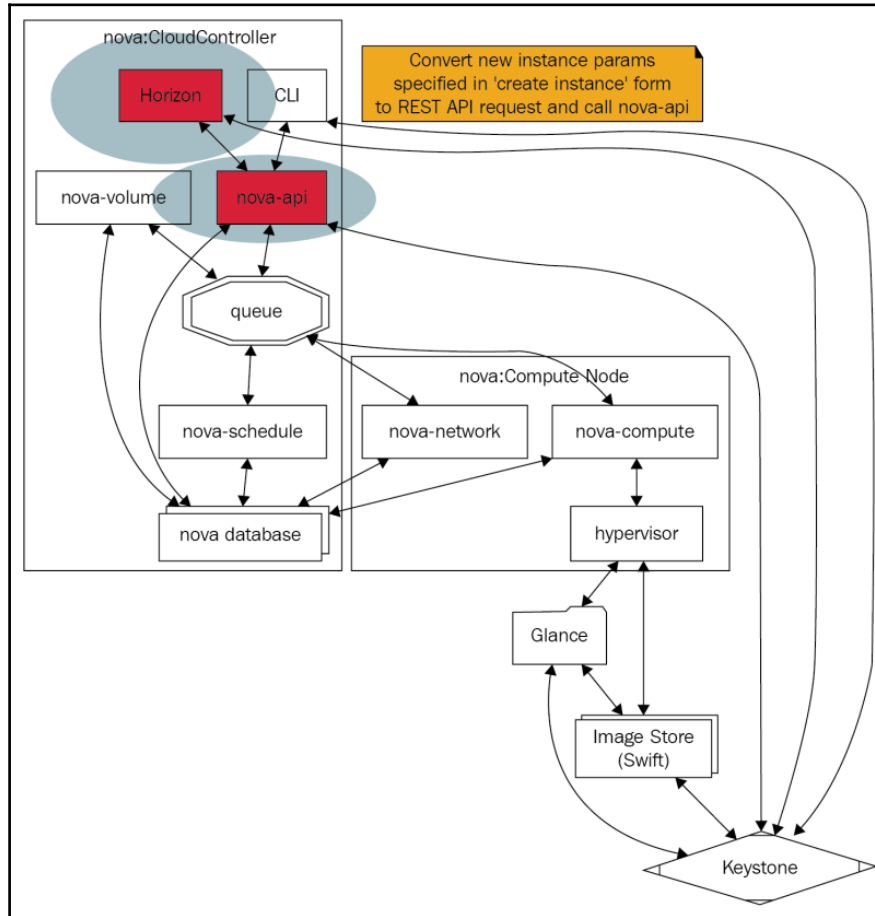 nova:CloudController
Convert new instance params
specified in 'create instance' form
to REST API request and call nova-api
Horizon
CLI
nova-volume
nova-api
queue
nova:Compute Node
nova-schedule
nova-network
nova-compute
nova database
hypervisor
Glance
Image Store
(Swift)
Keystone